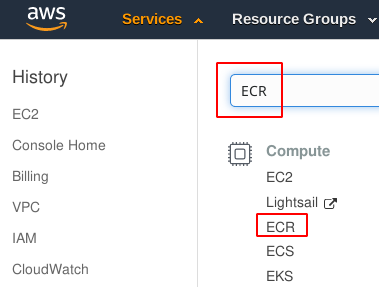 aws Services Resource Groups
History
EC2
Console Home
Billing
VPC
IAM
CloudWatch
ECR
Compute
EC2
Lightsail
ECR
ECS
EKS